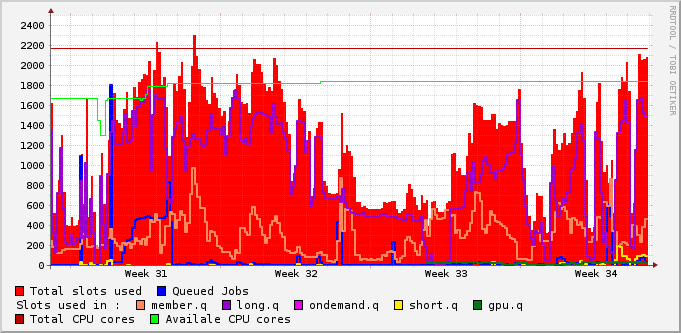 2400
2200
2000
1800
1600
1400
1200
1000
800
600
400
200
0
Week 31 Week 32 Week 33 Week 34
Total slots used Queued Jobs
Slots used in : member.q long.q ondemand.q short.q gpu.q
Total CPU cores Availale CPU cores
RRDTOOL / TOBI OETIKER